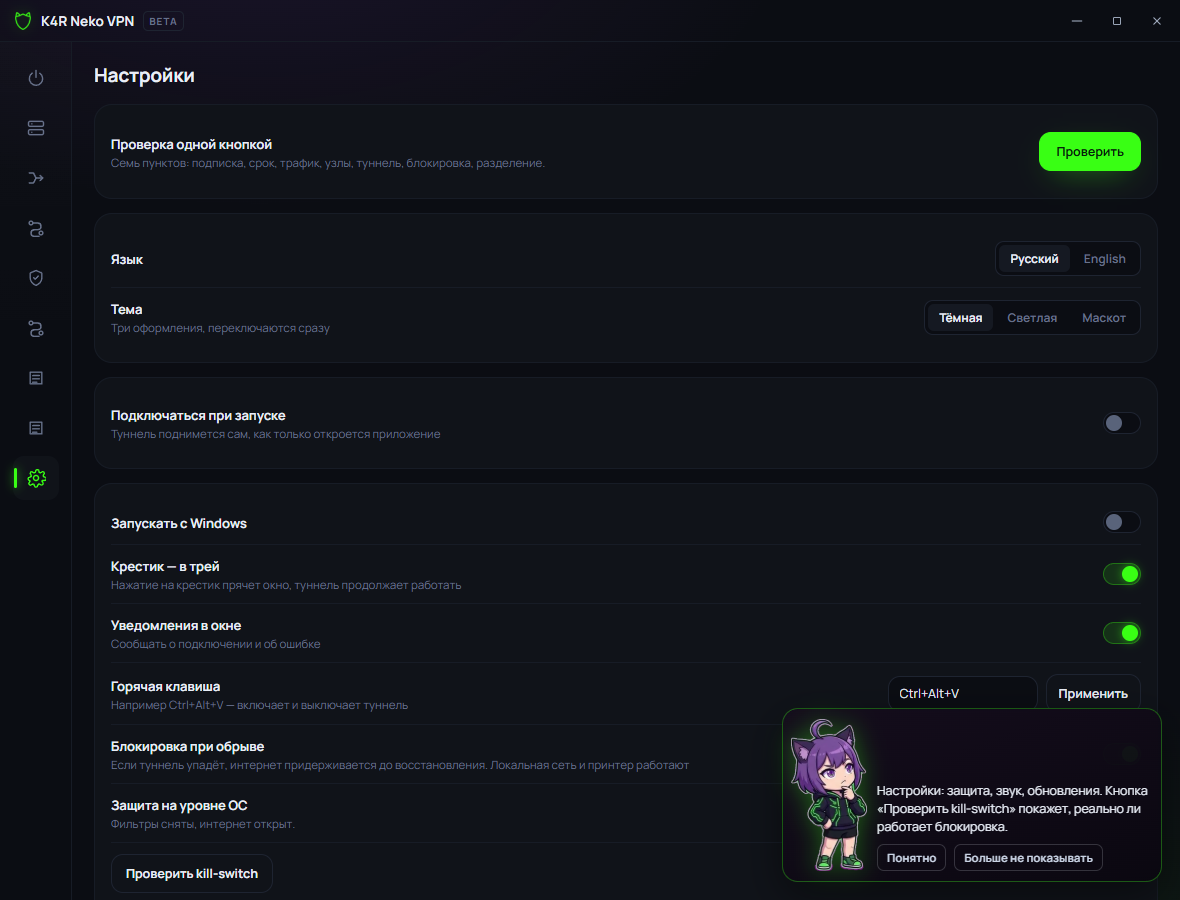 K4R Neko VPN BETA
Настройки
Проверка одной кнопкой
Семь пунктов: подписка, срок, трафик, узлы, туннель, блокировка, разделение.
Проверить
Язык
Русский English
Тема
Три оформления, переключаются сразу
Тёмная Светлая Маскот
Подключаться при запуске
Туннель поднимется сам, как только откроется приложение
Запускать с Windows
Крестик — в трей
Нажатие на крестик прячет окно, туннель продолжает работать
Уведомления в окне
Сообщать о подключении и об ошибке
Горячая клавиша
Например Ctrl+Alt+V — включает и выключает туннель
Ctrl+Alt+V Применить
Блокировка при обрыве
Если туннель упадёт, интернет придерживается до восстановления. Локальная сеть и принтер работают
Защита на уровне ОС
Фильтры сняты, интернет открыт.
Проверить kill-switch
Настройки: защита, звук, обновления. Кнопка
«Проверить kill-switch» покажет, реально ли
работает блокировка.
Понятно Больше не показывать